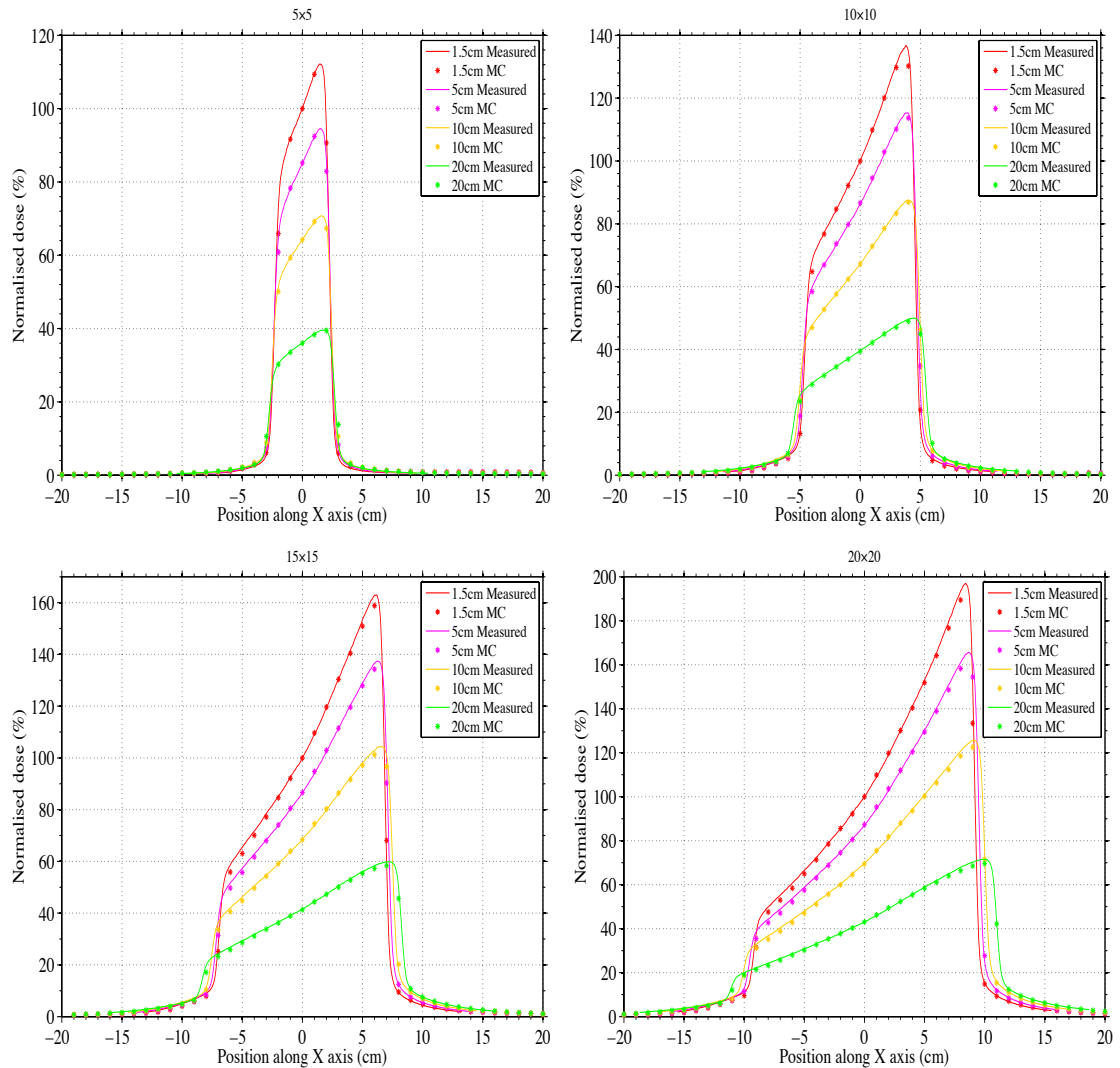 5×5
120
100
80
60
40
20
0
−20 −15 −10 −5 0 5 10 15 20
Normalised dose (%)
Position along X axis (cm)
1.5cm Measured
1.5cm MC
5cm Measured
5cm MC
10cm Measured
10cm MC
20cm Measured
20cm MC
10×10
140
120
100
80
60
40
20
0
−20 −15 −10 −5 0 5 10 15 20
Normalised dose (%)
Position along X axis (cm)
1.5cm Measured
1.5cm MC
5cm Measured
5cm MC
10cm Measured
10cm MC
20cm Measured
20cm MC
15×15
160
140
120
100
80
60
40
20
0
−20 −15 −10 −5 0 5 10 15 20
Normalised dose (%)
Position along X axis (cm)
1.5cm Measured
1.5cm MC
5cm Measured
5cm MC
10cm Measured
10cm MC
20cm Measured
20cm MC
20×20
200
180
160
140
120
100
80
60
40
20
0
−20 −15 −10 −5 0 5 10 15 20
Normalised dose (%)
Position along X axis (cm)
1.5cm Measured
1.5cm MC
5cm Measured
5cm MC
10cm Measured
10cm MC
20cm Measured
20cm MC